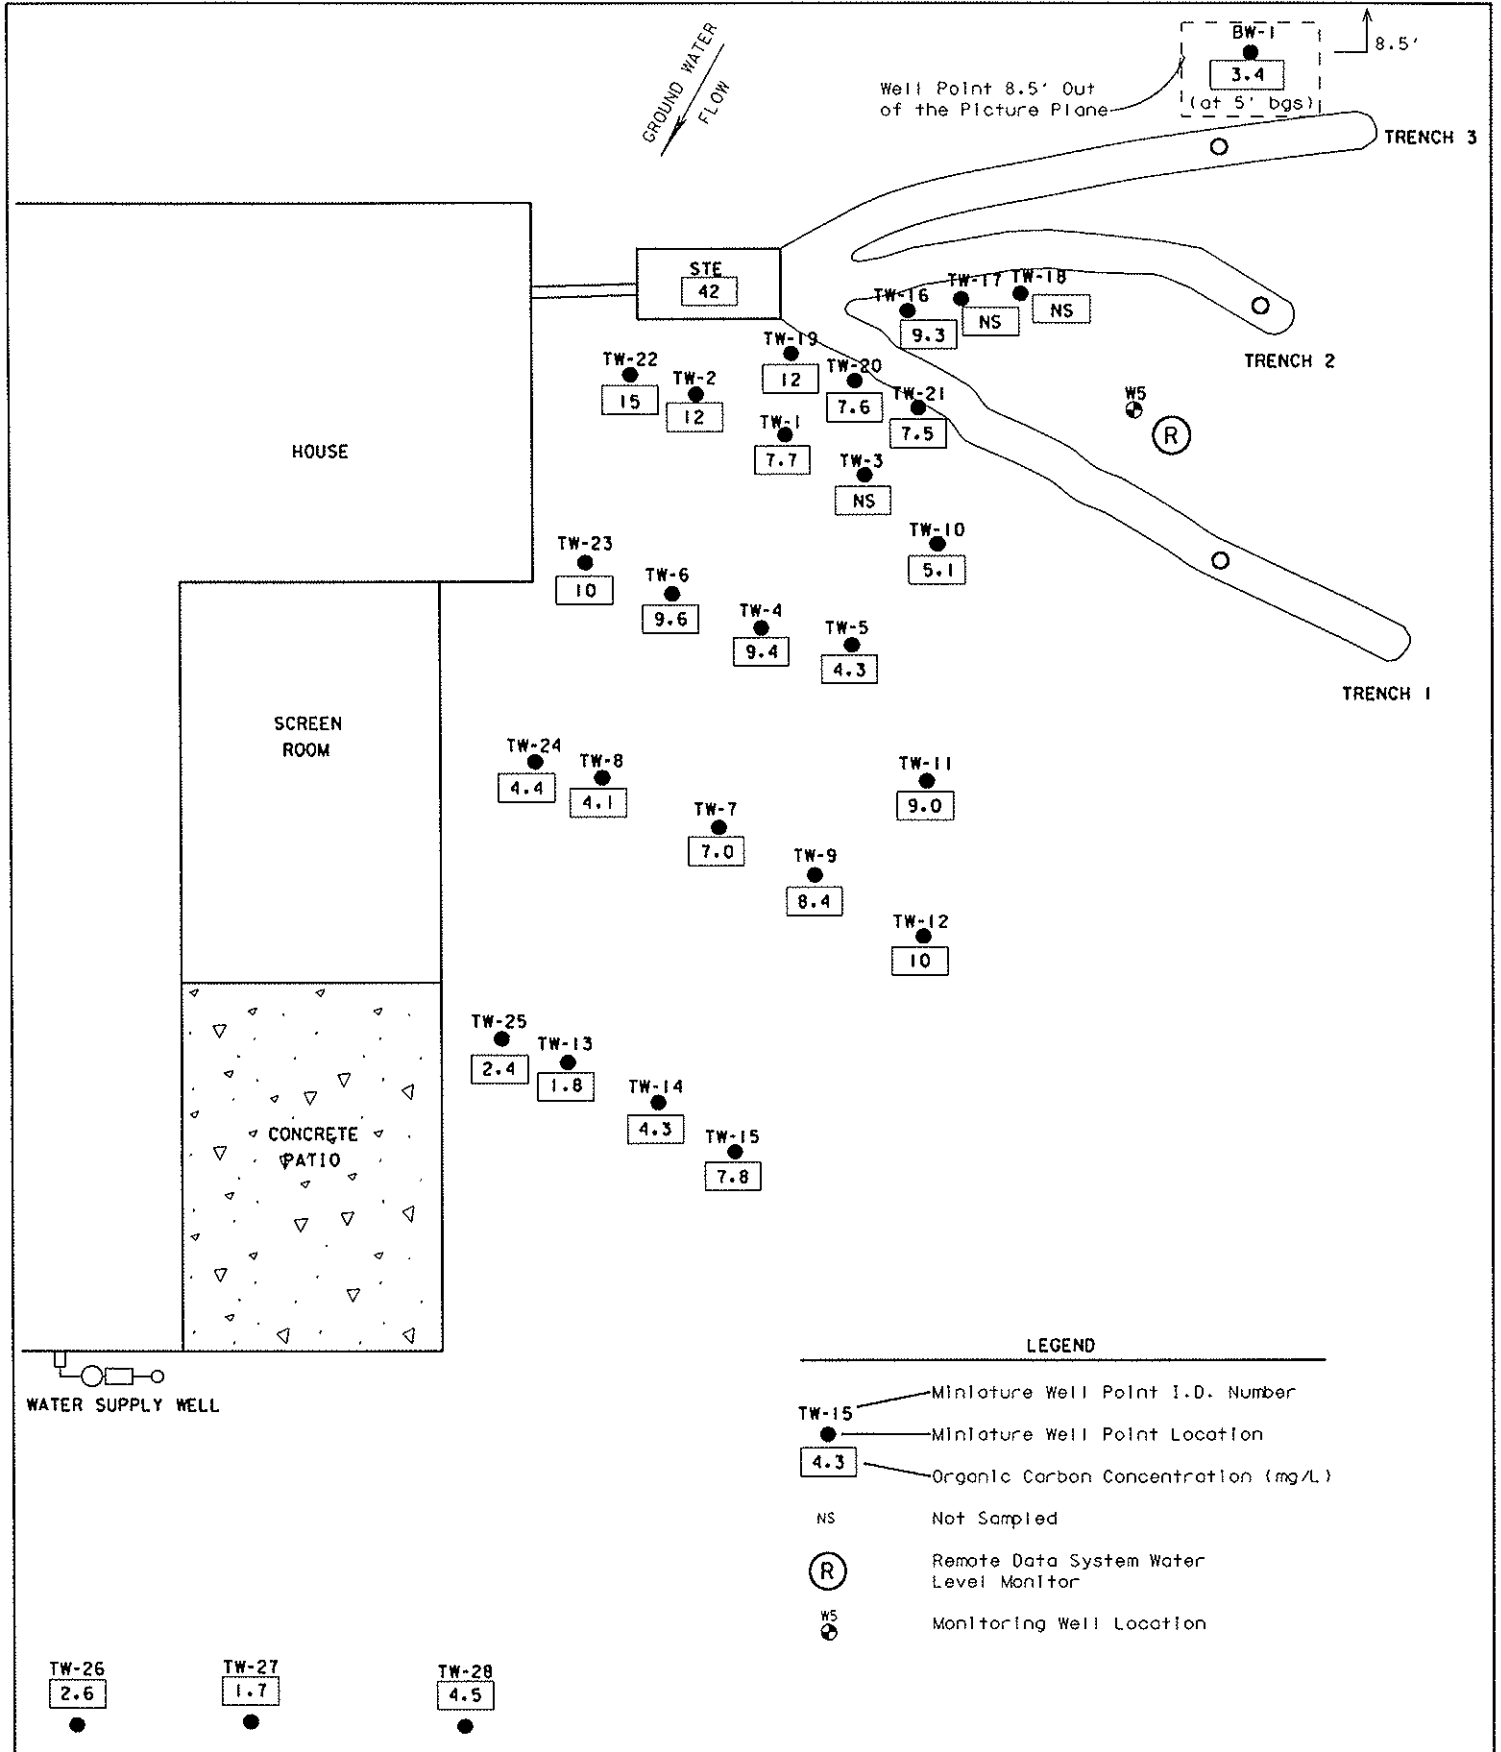 GROUND WATER
FLOW
BW-1
3.4
(at 5' bgs)
8.5'
Well Point 8.5' Out
of the Picture Plane
TRENCH 3
STE
42
TW-16
9.3
TW-17
NS
TW-18
NS
TRENCH 2
TW-19
12
TW-20
7.6
TW-21
7.5
TW-22
15
TW-2
12
TW-1
7.7
TW-3
NS
W5
R
HOUSE
TW-10
5.1
TW-23
10
TW-6
9.6
TW-4
9.4
TW-5
4.3
TRENCH 1
SCREEN
ROOM
TW-24
4.4
TW-8
4.1
TW-7
7.0
TW-9
8.4
TW-11
9.0
TW-12
10
TW-25
2.4
TW-13
1.8
TW-14
4.3
TW-15
7.8
CONCRETE
PATIO
WATER SUPPLY WELL
LEGEND
Miniature Well Point I.D. Number
TW-15
Miniature Well Point Location
4.3
Organic Carbon Concentration (mg/L)
NS
Not Sampled
R
Remote Data System Water
Level Monitor
W5
Monitoring Well Location
TW-26
2.6
TW-27
1.7
TW-28
4.5